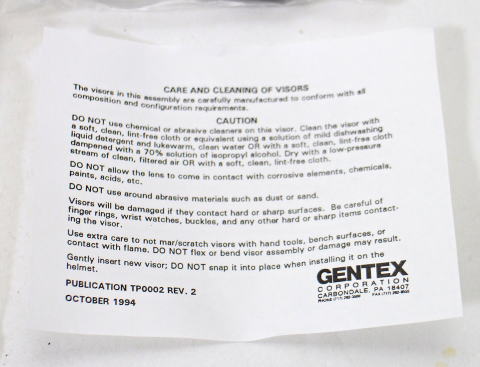 CARE AND CLEANING OF VISORS
The visors in this assembly are carefully manufactured to conform with all
composition and configuration requirements.
CAUTION
DO NOT use chemical or abrasive cleaners on this visor. Clean the visor with
a soft, clean, lint-free cloth or equivalent using a solution of mild dishwashing
liquid detergent and lukewarm, clean water OR with a soft, clean, lint-free cloth
dampened with a 70% solution of isopropyl alcohol. Dry with a low-pressure
stream of clean, filtered air OR with a soft, clean, lint-free cloth.
DO NOT allow the lens to come in contact with corrosive elements, chemicals,
paints, acids, etc.
DO NOT use around abrasive materials such as dust or sand.
Visors will be damaged if they contact hard or sharp surfaces. Be careful of
finger rings, wrist watches, buckles, and any other hard or sharp items contact-
ing the visor.
Use extra care to not mar/scratch visors with hand tools, bench surfaces, or
contact with flame. DO NOT flex or bend visor assembly or damage may result.
Gently insert new visor; DO NOT snap it into place when installing it on the
helmet.
PUBLICATION TP0002 REV. 2
OCTOBER 1994
GENTEX
CORPORATION
CARBONDALE, PA 18407